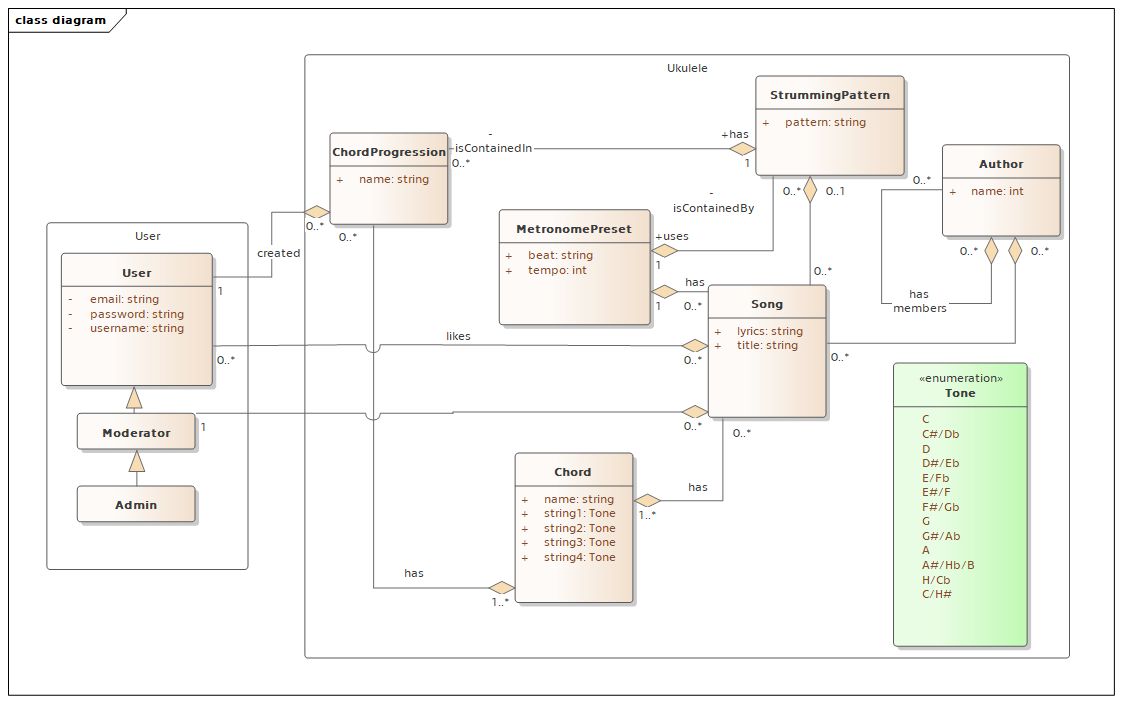 class diagram
Ukulele
StrummingPattern
+ pattern: string
ChordProgression
+ name: string
-
isContainedIn
0..*
+has
1
Author
+ name: int
0..*
0..*
0..*
has
members
User
User
- email: string
- password: string
- username: string
created
1
0..*
0..*
MetronomePreset
+ beat: string
+ tempo: int
-
isContainedBy
+uses
1
0..*
0..1
0..*
has
1
0..*
Song
+ lyrics: string
+ title: string
likes
0..*
0..*
0..*
Moderator
1
0..*
0..*
Admin
Chord
+ name: string
+ string1: Tone
+ string2: Tone
+ string3: Tone
+ string4: Tone
has
1..*
has
1..*
«enumeration»
Tone
C
C#/Db
D
D#/Eb
E/Fb
E#/F
F#/Gb
G
G#/Ab
A
A#/Hb/B
H/Cb
C/H#